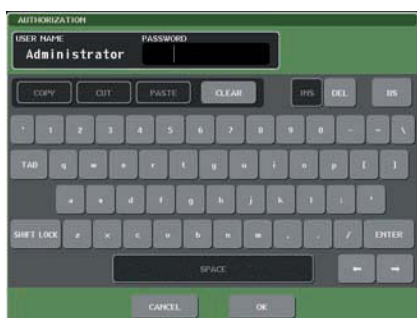 AUTHORIZATION
USER NAME PASSWORD
Administrator
COPY CUT PASTE CLEAR INS DEL BS
' 1 2 3 4 5 6 7 8 9 0 - = \
TAB q w e r t y u i o p [ ]
a s d f g h j k l ; '
SHIFT LOCK z x c v b n m , . / ENTER
SPACE ← →
CANCEL OK